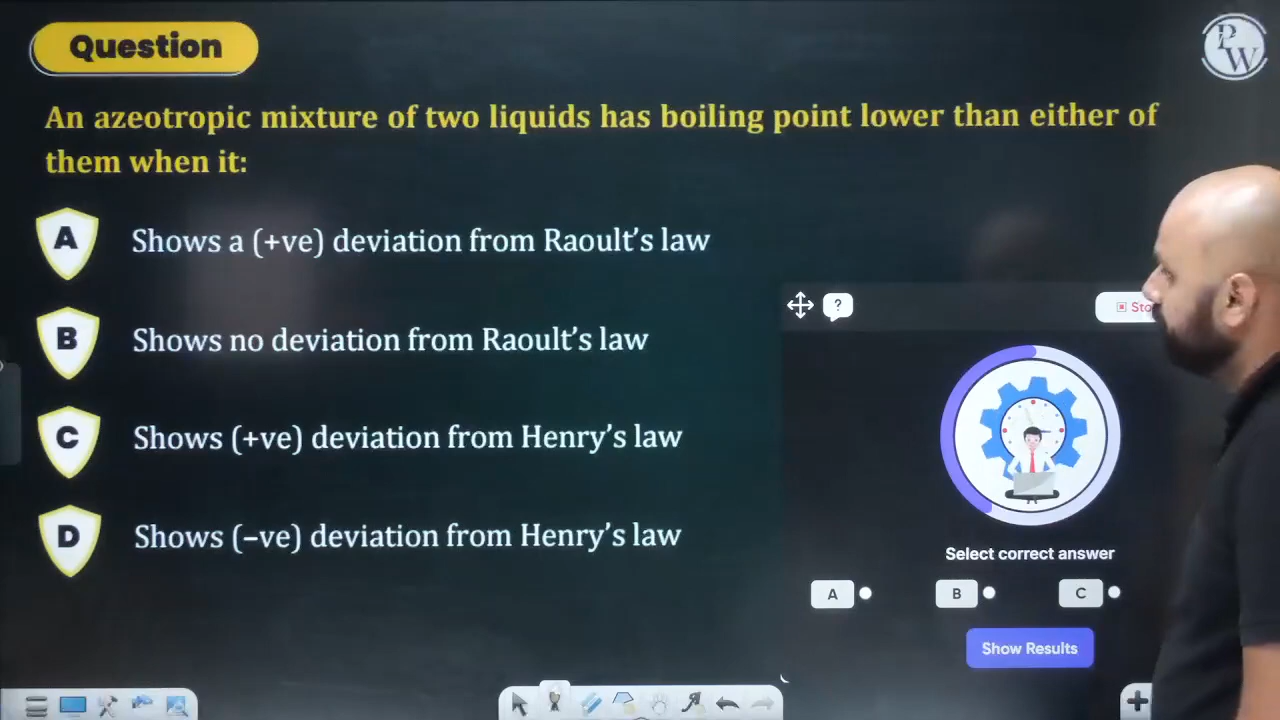 Question
PW
An azeotropic mixture of two liquids has boiling point lower than either of
them when it:
A Shows a (+ve) deviation from Raoult's law
B Shows no deviation from Raoult's law
C Shows (+ve) deviation from Henry's law
D Shows (–ve) deviation from Henry's law
?
Sto
Select correct answer
A B C
Show Results